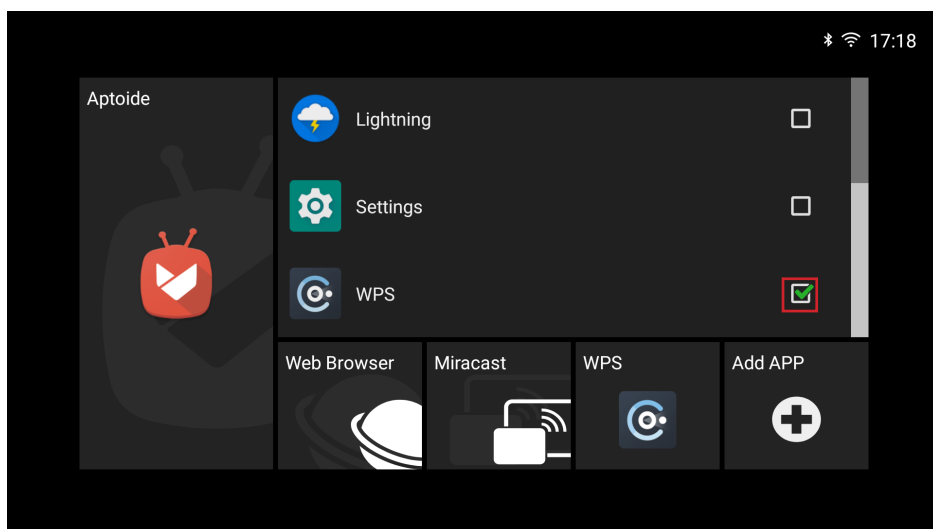 17:18
Aptoide
Lightning
Settings
WPS
Web Browser
Miracast
WPS
Add APP